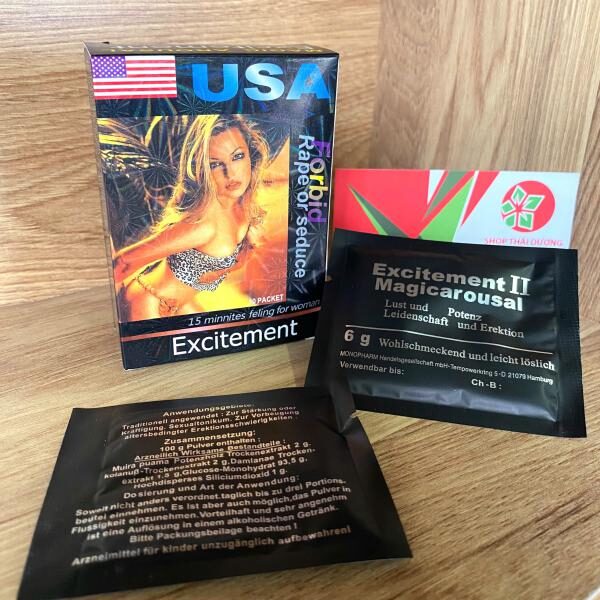 USA
Forbid
Rape or seduce
0 PACKET
15 minnites feling for woman
Excitement
SHOP THÁI DƯƠNG
Excitement II
Magicarousal
Lust und Potenz
Leidenschaft und Erektion
6 g Wohlschmeckend und leicht löslich
MONOPHARM Handelsgesellschaft mbH-Tempowerkring 5-D 21079 Hamburg
Verwendbar bis: Ch-B :
Anwendungsgebiete:
Traditionell angewendet : Zur Stärkung oder
Kräftigung. Sexualtonikum. Zur Vorbeugung
altersbedingter Erektionsschwierigkeiten.
Zusammensetzung:
100 g Pulver enthalten :
Arzneilich Wirksame Bestandteile :
Muira puama Potenzholz Trockenextrakt 2 g.
kolanuß-Trockenextrakt 2 g.Damianae Trocken-
extrakt 1,5 g.Glucose-Monohydrat 93,5 g.
Hochdisperses Siliciumdioxid 1 g.
Dosierung und Art der Anwendung:
Soweit nicht anders verordnet.täglich bis zu drei Portions.
beutel einnehmen. Es Ist aber auch möglich,das Pulver in
Flussigkeit einzunehmen.Vorteilhaft und sehr angenehm
ist eine Auflösung in einem alkoholischen Getränk.
Bitte Packungsbeilage beachten !
Arzneimittel für kinder unzugänglich aufbewahren!